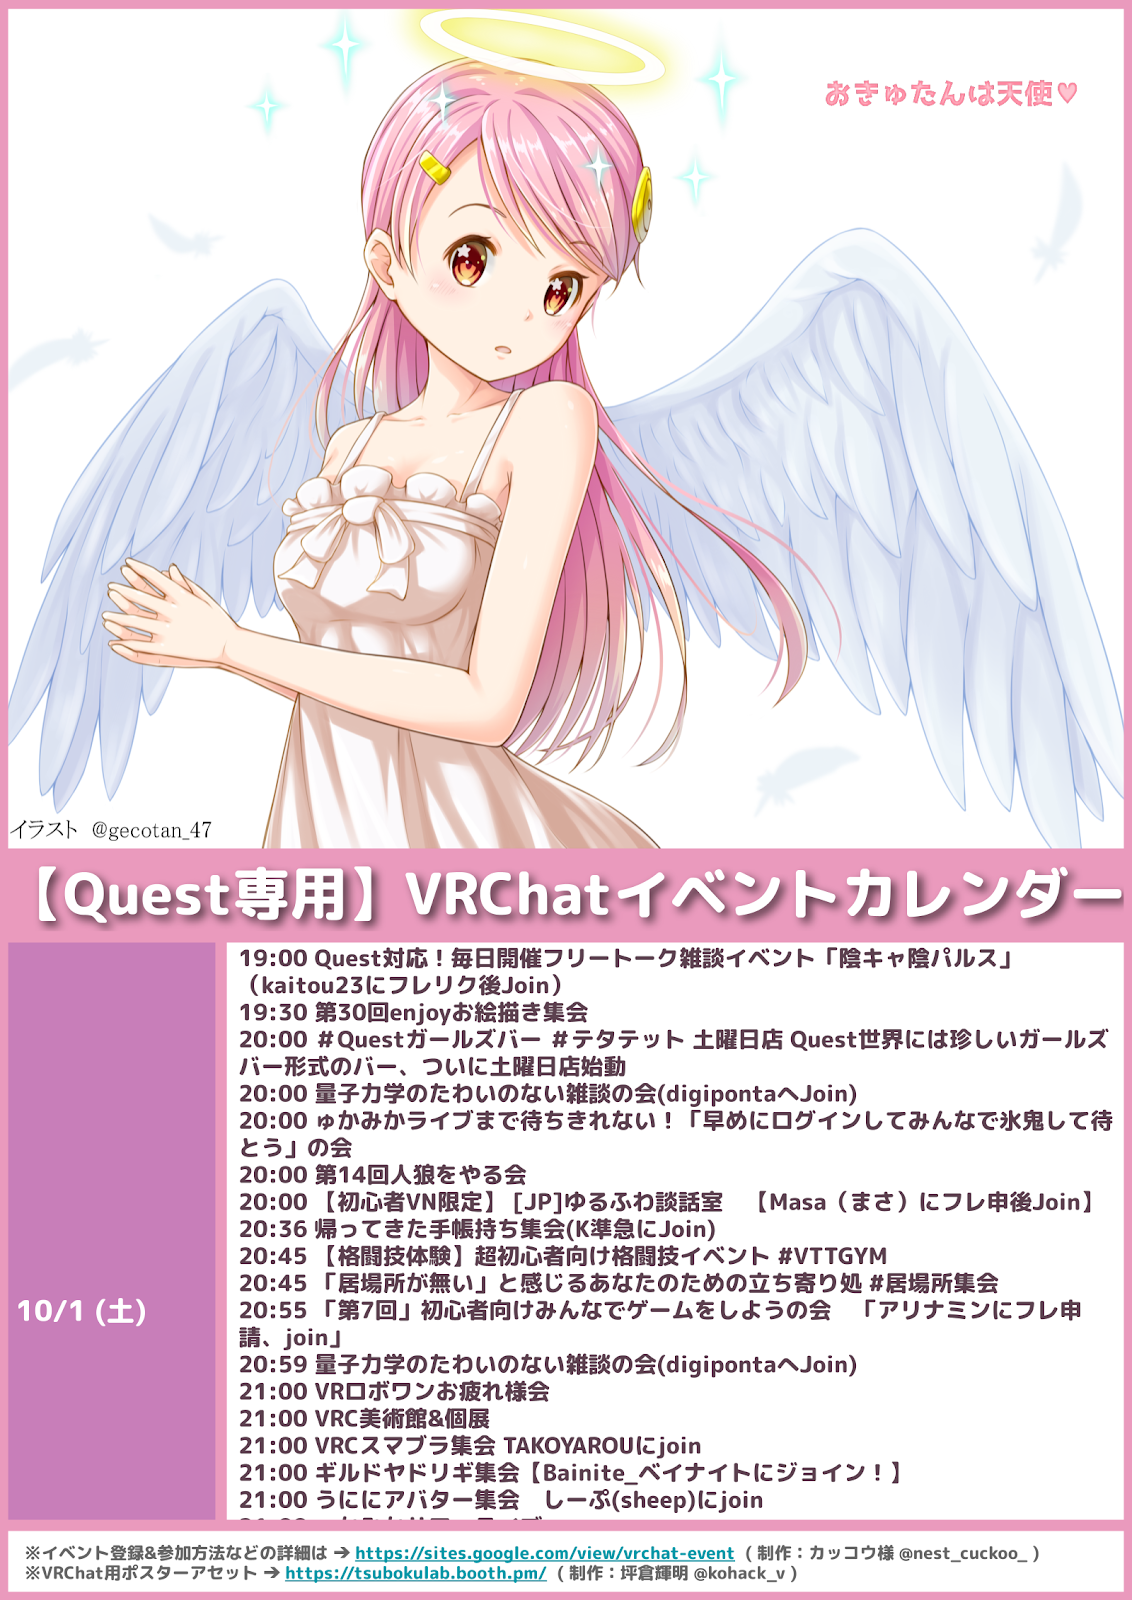 おきゅたんは天使♥
イラスト @gecotan_47
【Quest専用】VRChatイベントカレンダー
10/1 (土)
19:00 Quest対応！毎日開催フリートーク雑談イベント「陰キャ陰パルス」
（kaitou23にフレリク後Join）
19:30 第30回enjoyお絵描き集会
20:00 ＃Questガールズバー ＃テタテット 土曜日店 Quest世界には珍しいガールズ
バー形式のバー、ついに土曜日店始動
20:00 量子力学のたわいのない雑談の会(digipontaへJoin)
20:00 ゅかみかライブまで待ちきれない！「早めにログインしてみんなで氷鬼して待
とう」の会
20:00 第14回人狼をやる会
20:00 【初心者VN限定】 [JP]ゆるふわ談話室　【Masa（まさ）にフレ申後Join】
20:36 帰ってきた手帳持ち集会(K準急にJoin)
20:45 【格闘技体験】超初心者向け格闘技イベント #VTTGYM
20:45 「居場所が無い」と感じるあなたのための立ち寄り処 #居場所集会
20:55 「第7回」初心者向けみんなでゲームをしようの会　「アリナミンにフレ申
請、join」
20:59 量子力学のたわいのない雑談の会(digipontaへJoin)
21:00 VRロボワンお疲れ様会
21:00 VRC美術館&個展
21:00 VRCスマブラ集会 TAKOYAROUにjoin
21:00 ギルドヤドリギ集会【Bainite_ベイナイトにジョイン！】
21:00 うににアバター集会　しーぷ(sheep)にjoin
※イベント登録&参加方法などの詳細は → https://sites.google.com/view/vrchat-event ( 制作：カッコウ様 @nest_cuckoo_ )
※VRChat用ポスターアセット → https://tsubokulab.booth.pm/ ( 制作：坪倉輝明 @kohack_v )